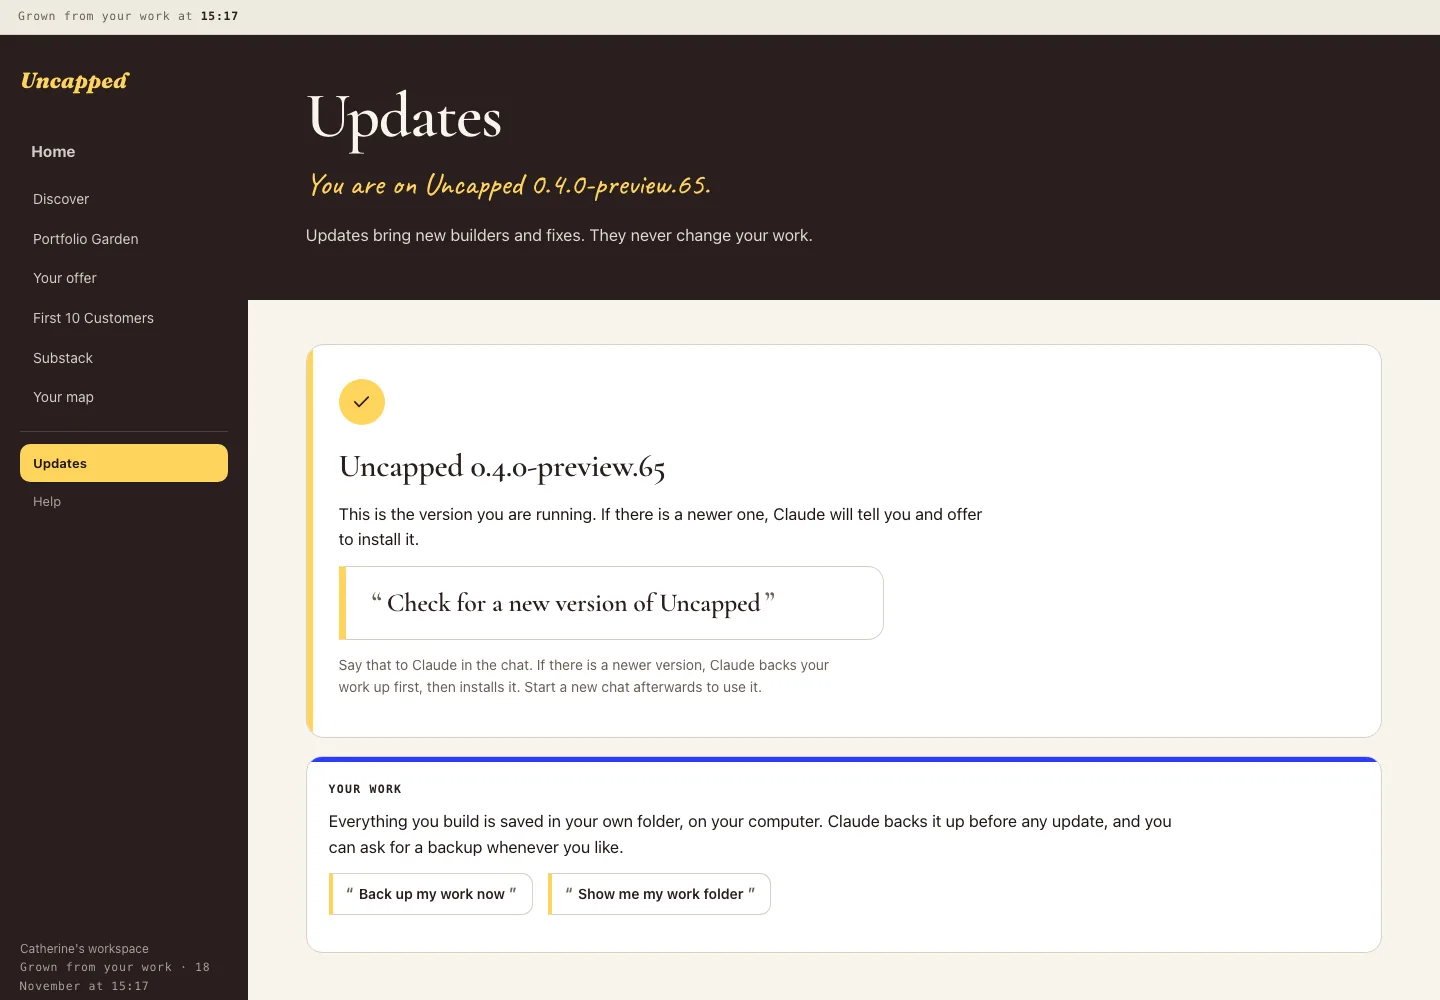 Grown from your work at 15:17
Uncapped
Home
Discover
Portfolio Garden
Your offer
First 10 Customers
Substack
Your map
Updates
Help
Catherine's workspace
Grown from your work · 18
November at 15:17
Updates
You are on Uncapped 0.4.0-preview.65.
Updates bring new builders and fixes. They never change your work.
Uncapped 0.4.0-preview.65
This is the version you are running. If there is a newer one, Claude will tell you and offer
to install it.
“Check for a new version of Uncapped”
Say that to Claude in the chat. If there is a newer version, Claude backs your
work up first, then installs it. Start a new chat afterwards to use it.
YOUR WORK
Everything you build is saved in your own folder, on your computer. Claude backs it up before any update, and you
can ask for a backup whenever you like.
“Back up my work now” “Show me my work folder”